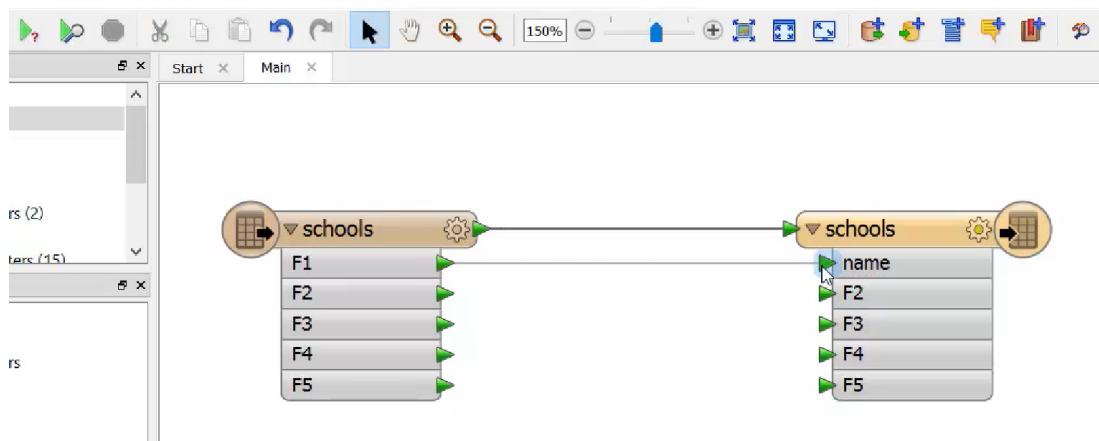 150%
Start Main
rs (2)
ters (15)
rs
schools schools
F1 name
F2 F2
F3 F3
F4 F4
F5 F5